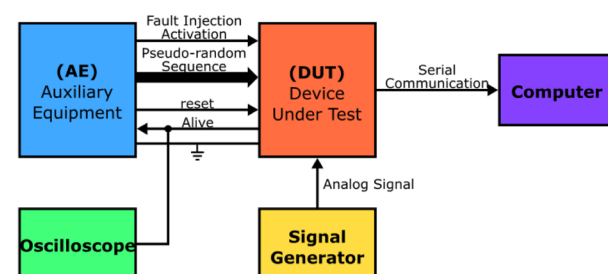 Fault Injection
Activation
Pseudo-random
Sequence
reset
Alive
(AE)
Auxiliary
Equipment
(DUT)
Device
Under Test
Serial
Communication
Computer
Analog Signal
Oscilloscope
Signal
Generator